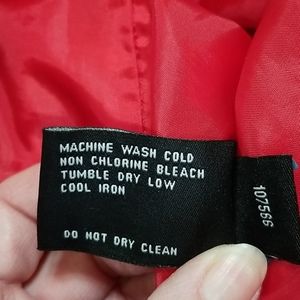 MACHINE WASH COLD
NON CHLORINE BLEACH
TUMBLE DRY LOW
COOL IRON
DO NOT DRY CLEAN
107566